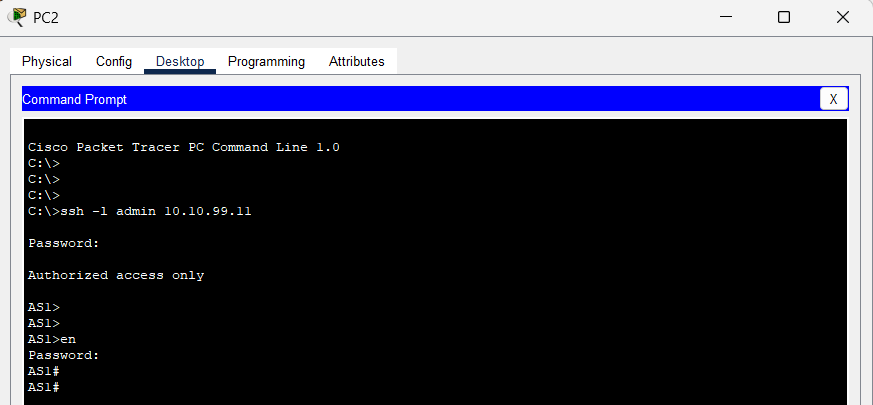 PC2
Physical Config Desktop Programming Attributes
Command Prompt
X
Cisco Packet Tracer PC Command Line 1.0
C:\>
C:\>
C:\>
C:\>ssh -l admin 10.10.99.11
Password:
Authorized access only
AS1>
AS1>
AS1>en
Password:
AS1#
AS1#